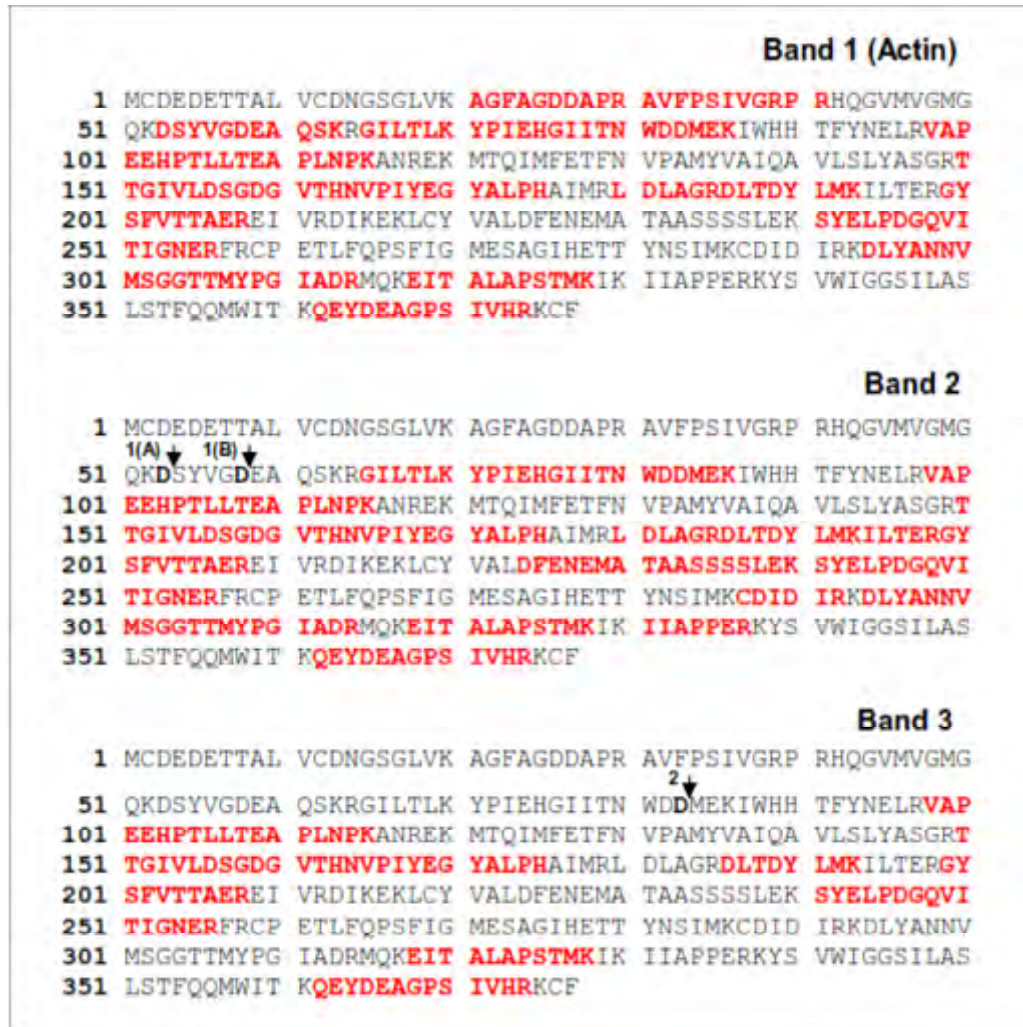 Band 1 (Actin)
1 MCDEDETTAL VCDNGSGLVK AGFAGDDAPR AVFPSIVGRP RHQGVMVGMG
51 QKDSYVGDEA QSKRGILTLK YPIEHGIITN WDDMEKIWHH TFYNELRVAP
101 EEHPTLLTEA PLNPKANREK MTQIMFETFN VPAMYVAIQA VLSLYASGRT
151 TGIVLDSGDG VTHNVPIYEG YALPHAIMRL DLAGRDLTDY LMKILTERGY
201 SFVTTAEREI VRDIKEKLCY VALDFENEMA TAASSSSLEK SYELPDGQVI
251 TIGNERFRCP ETLFQPSFIG MESAGIHETT YNSIMKCDID IRKDLYANNV
301 MSGGTTMYPG IADRMQKEIT ALAPSTMKIK IIAPPERKYS VWIGGSILAS
351 LSTFQQMWIT KQEYDEAGPS IVHRKCF
Band 2
1 MCDEDETTAL VCDNGSGLVK AGFAGDDAPR AVFPSIVGRP RHQGVMVGMG
1(A) 1(B)
51 QKDSYVGDEA QSKRGILTLK YPIEHGIITN WDDMEKIWHH TFYNELRVAP
101 EEHPTLLTEA PLNPKANREK MTQIMFETFN VPAMYVAIQA VLSLYASGRT
151 TGIVLDSGDG VTHNVPIYEG YALPHAIMRL DLAGRDLTDY LMKILTERGY
201 SFVTTAEREI VRDIKEKLCY VALDFENEMA TAASSSSLEK SYELPDGQVI
251 TIGNERFRCP ETLFQPSFIG MESAGIHETT YNSIMKCDID IRKDLYANNV
301 MSGGTTMYPG IADRMQKEIT ALAPSTMKIK IIAPPERKYS VWIGGSILAS
351 LSTFQQMWIT KQEYDEAGPS IVHRKCF
Band 3
1 MCDEDETTAL VCDNGSGLVK AGFAGDDAPR AVFPSIVGRP RHQGVMVGMG
2
51 QKDSYVGDEA QSKRGILTLK YPIEHGIITN WDDMEKIWHH TFYNELRVAP
101 EEHPTLLTEA PLNPKANREK MTQIMFETFN VPAMYVAIQA VLSLYASGRT
151 TGIVLDSGDG VTHNVPIYEG YALPHAIMRL DLAGRDLTDY LMKILTERGY
201 SFVTTAEREI VRDIKEKLCY VALDFENEMA TAASSSSLEK SYELPDGQVI
251 TIGNERFRCP ETLFQPSFIG MESAGIHETT YNSIMKCDID IRKDLYANNV
301 MSGGTTMYPG IADRMQKEIT ALAPSTMKIK IIAPPERKYS VWIGGSILAS
351 LSTFQQMWIT KQEYDEAGPS IVHRKCF